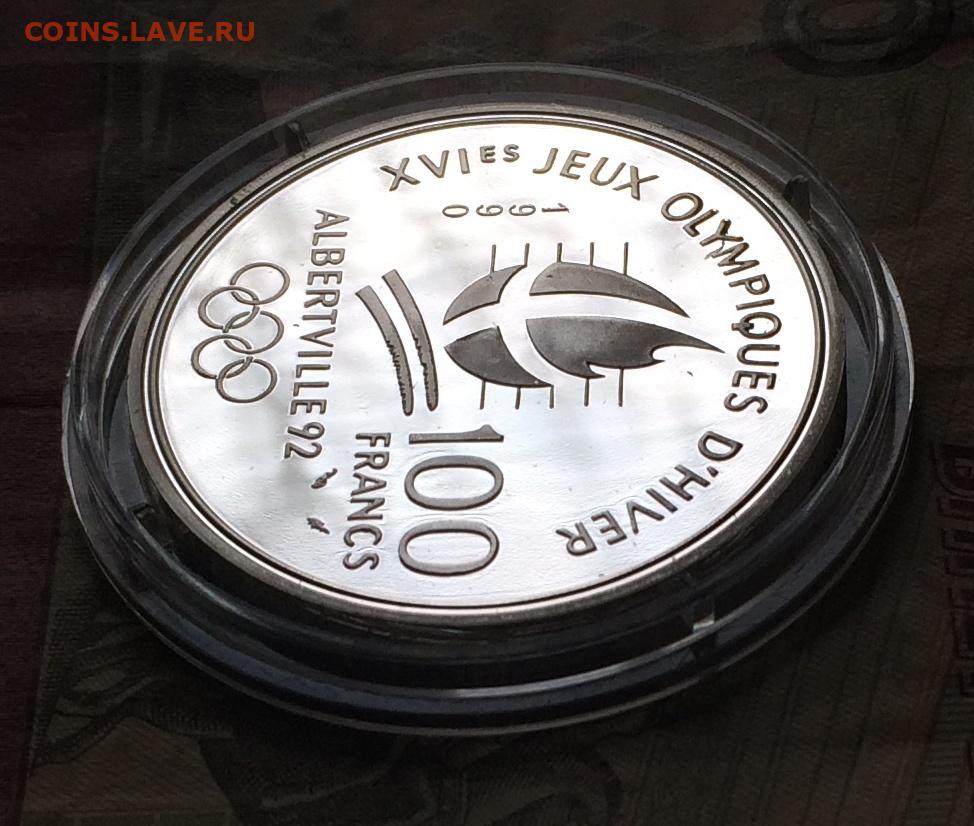 COINS.LAVE.RU
XVIES JEUX OLYMPIQUES D'HIVER
1990
100
FRANCS
ALBERTVILLE 92